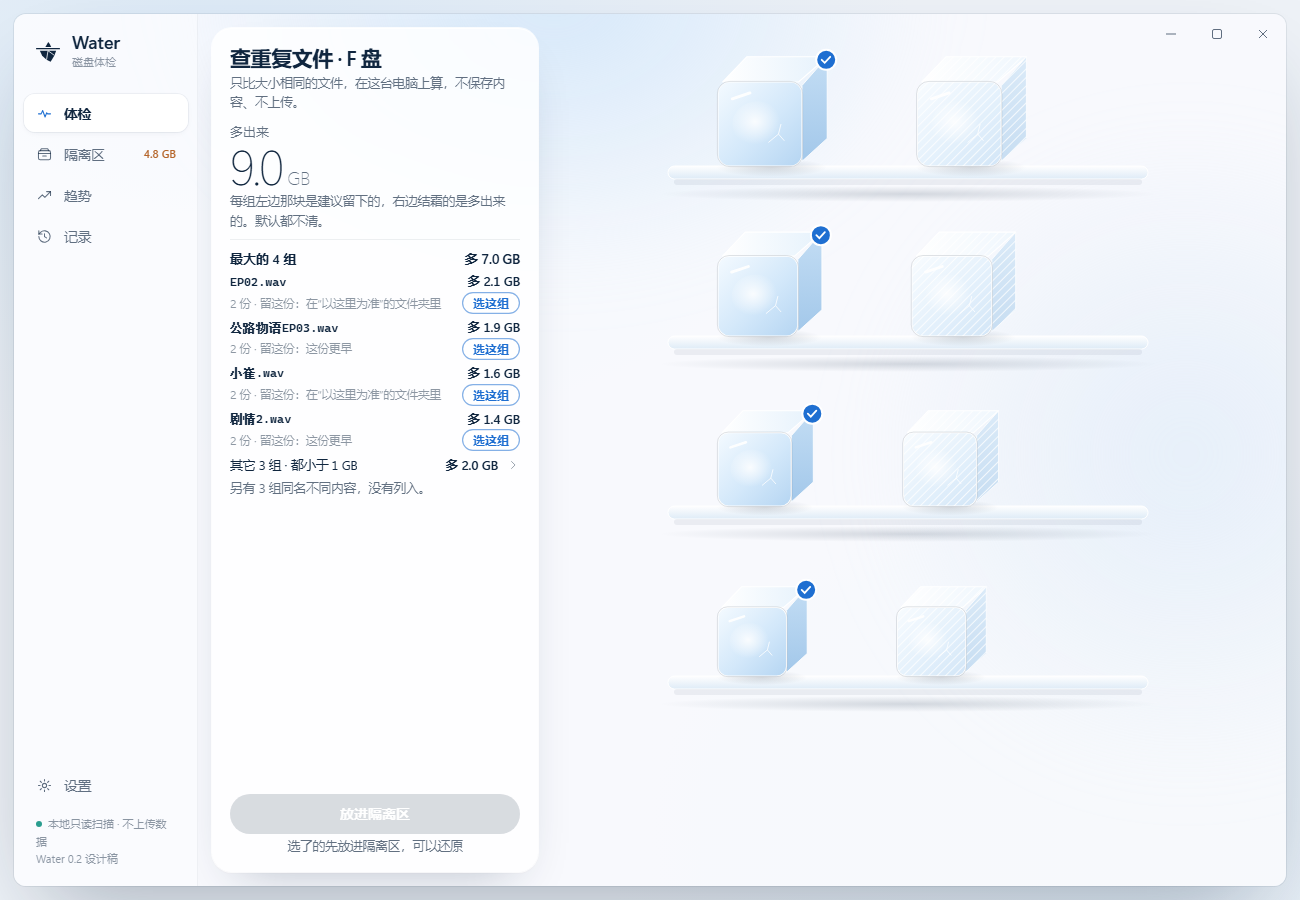 Water
磁盘体检
体检
隔离区 4.8 GB
趋势
记录
设置
本地只读扫描 · 不上传数
据
Water 0.2 设计稿
查重复文件 · F 盘
只比大小相同的文件，在这台电脑上算，不保存内
容、不上传。
多出来
9.0 GB
每组左边那块是建议留下的，右边结霜的是多出来
的。默认都不清。
最大的 4 组 多 7.0 GB
EP02.wav 多 2.1 GB
2 份 · 留这份：在“以这里为准”的文件夹里 选这组
公路物语EP03.wav 多 1.9 GB
2 份 · 留这份：这份更早 选这组
小雀.wav 多 1.6 GB
2 份 · 留这份：在“以这里为准”的文件夹里 选这组
剧情2.wav 多 1.4 GB
2 份 · 留这份：这份更早 选这组
其它 3 组 · 都小于 1 GB 多 2.0 GB
另有 3 组同名不同内容，没有列入。
放进隔离区
选了的先放进隔离区，可以还原